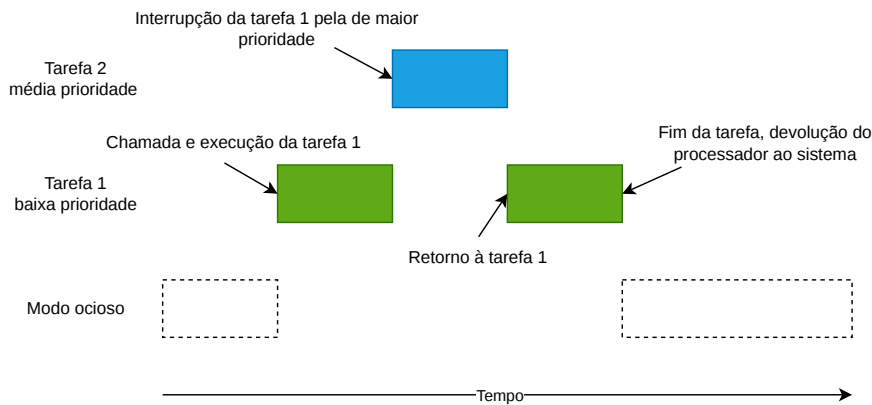 Interrupção da tarefa 1 pela de maior
prioridade
Tarefa 2
média prioridade
Chamada e execução da tarefa 1
Fim da tarefa, devolução do
processador ao sistema
Tarefa 1
baixa prioridade
Retorno à tarefa 1
Modo ocioso
Tempo